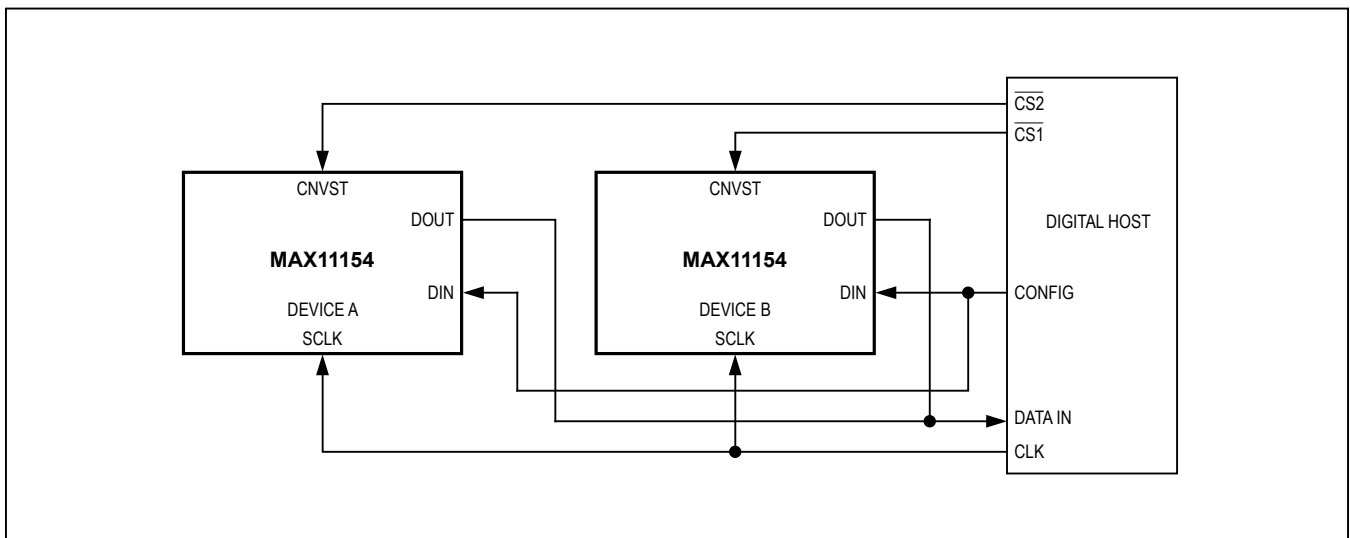 CS2
CS1
CNVST
DOUT
MAX11154
DIN
DEVICE A
SCLK
CNVST
DOUT
MAX11154
DIN
DEVICE B
SCLK
DIGITAL HOST
CONFIG
DATA IN
CLK